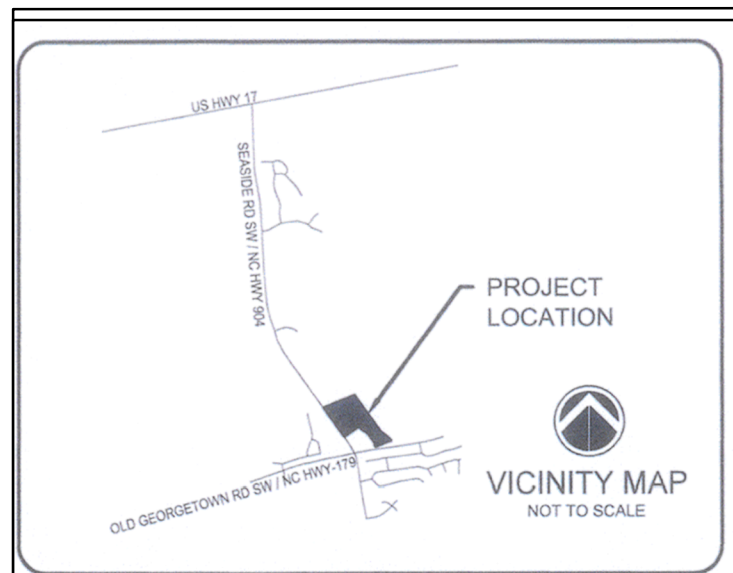 US HWY 17
SEASIDE RD SW / NC HWY 904
PROJECT
LOCATION
OLD GEORGETOWN RD SW / NC HWY-179
VICINITY MAP
NOT TO SCALE